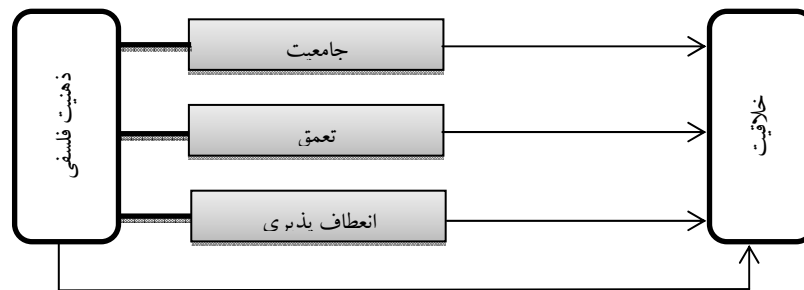 ذهنیت فلسفی
جامعیت
تعمق
انعطاف پذیری
خلاقیت